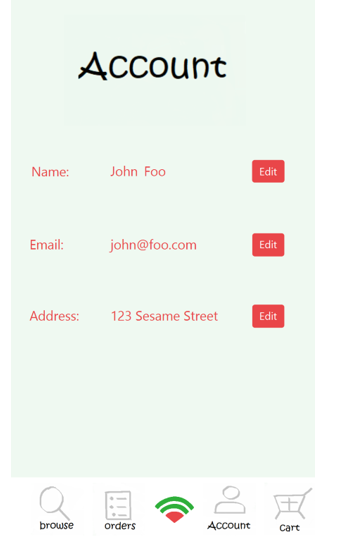 Account
Name: John Foo Edit
Email: john@foo.com Edit
Address: 123 Sesame Street Edit
browse orders Account cart